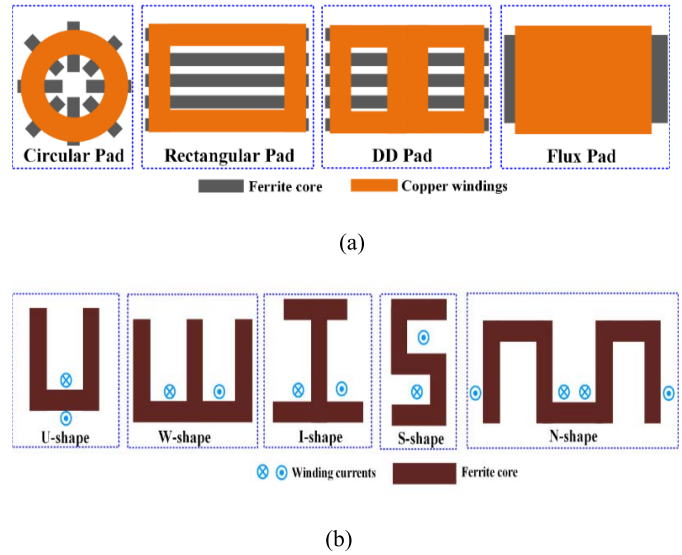 Circular Pad
Rectangular Pad
DD Pad
Flux Pad
Ferrite core
Copper windings
(a)
U-shape
W-shape
I-shape
S-shape
N-shape
Winding currents
Ferrite core
(b)